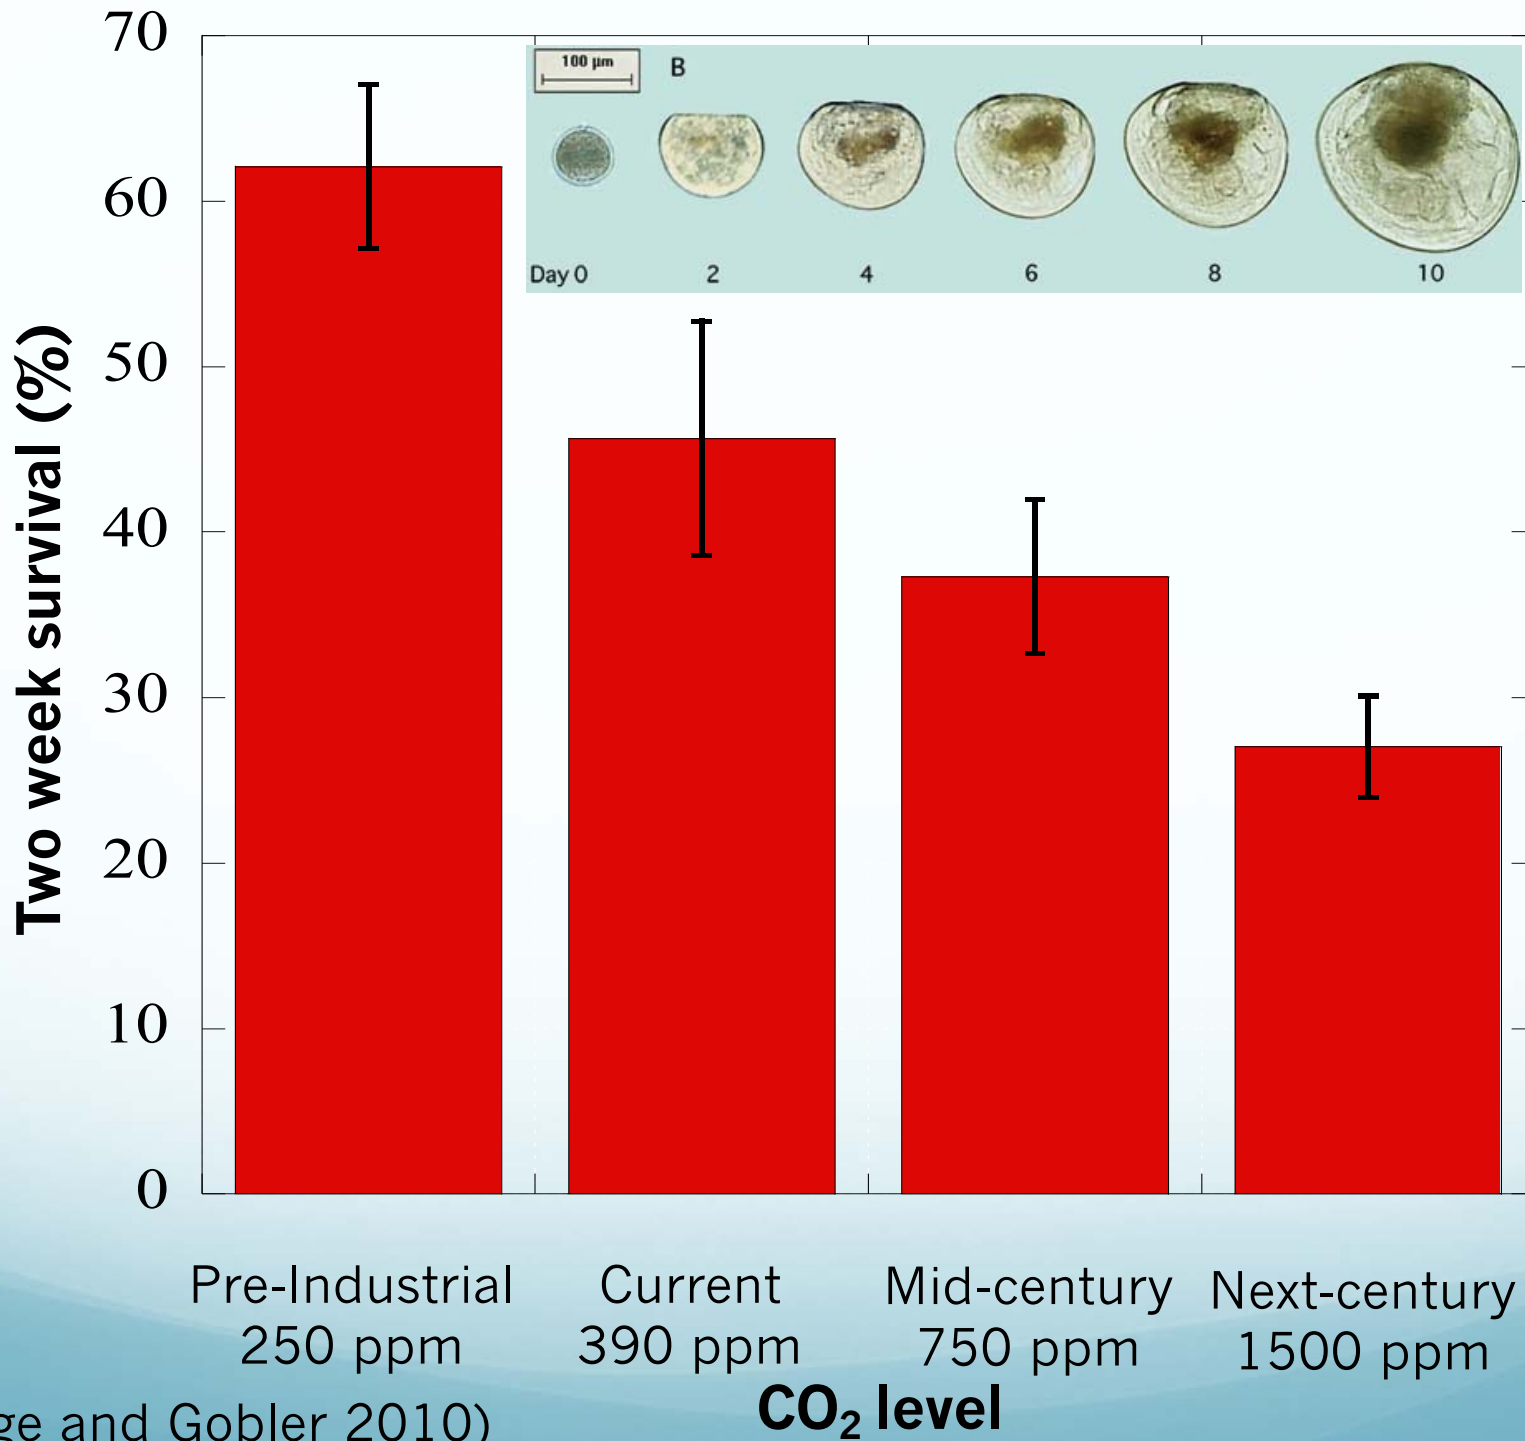 70
60
50
40
30
20
10
0
Two week survival (%)
100 µm
B
Day 0 2 4 6 8 10
Pre-Industrial
250 ppm
Current
390 ppm
Mid-century
750 ppm
Next-century
1500 ppm
CO₂ level
and Gobler 2010)